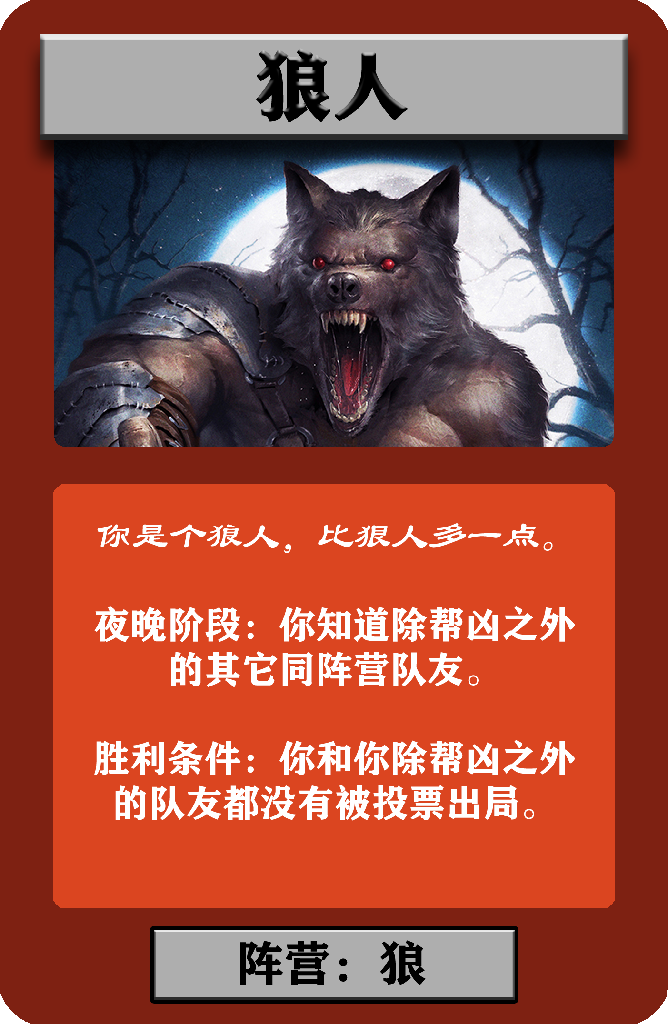 狼人
你是个狼人，比狠人多一点。
夜晚阶段：你知道除帮凶之外
的其它同阵营队友。
胜利条件：你和你除帮凶之外
的队友都没有被投票出局。
阵营：狼